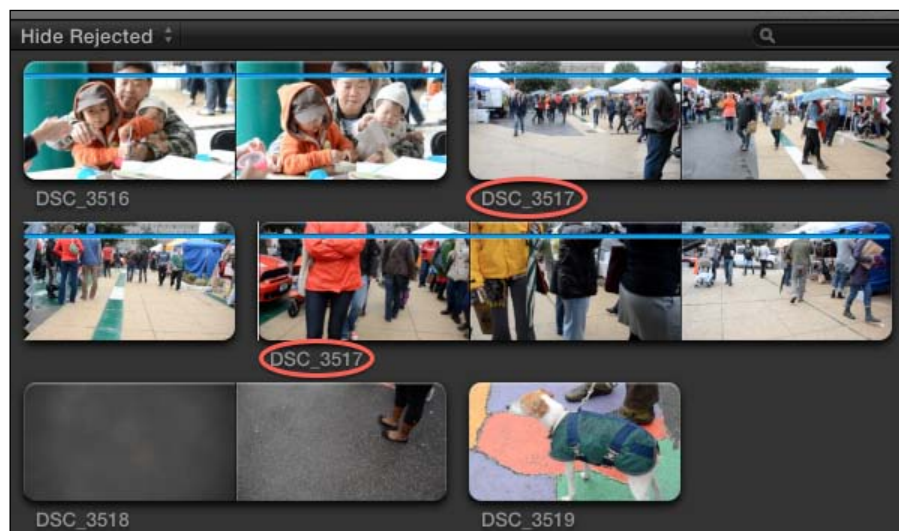 Hide Rejected
DSC_3516
DSC_3517
DSC_3517
DSC_3518
DSC_3519